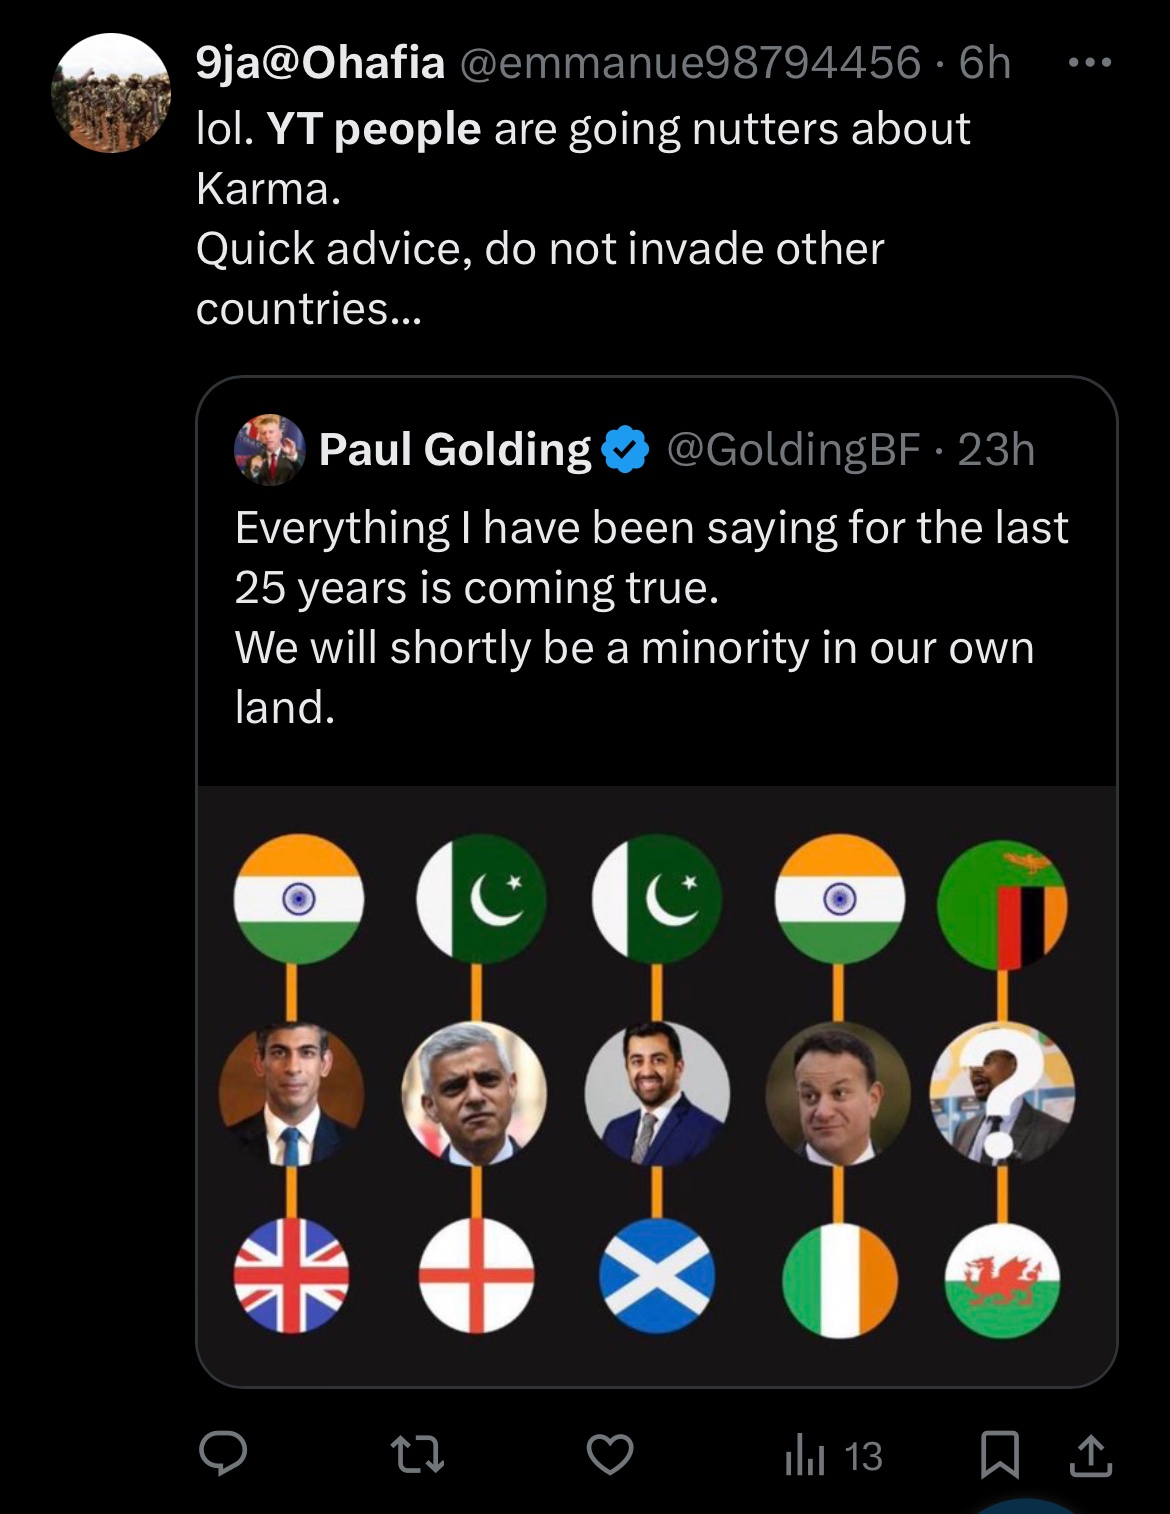 9ja@Ohafia @emmanue98794456 · 6h
lol. YT people are going nutters about
Karma.
Quick advice, do not invade other
countries...
Paul Golding @GoldingBF · 23h
Everything I have been saying for the last
25 years is coming true.
We will shortly be a minority in our own
land.
?
13